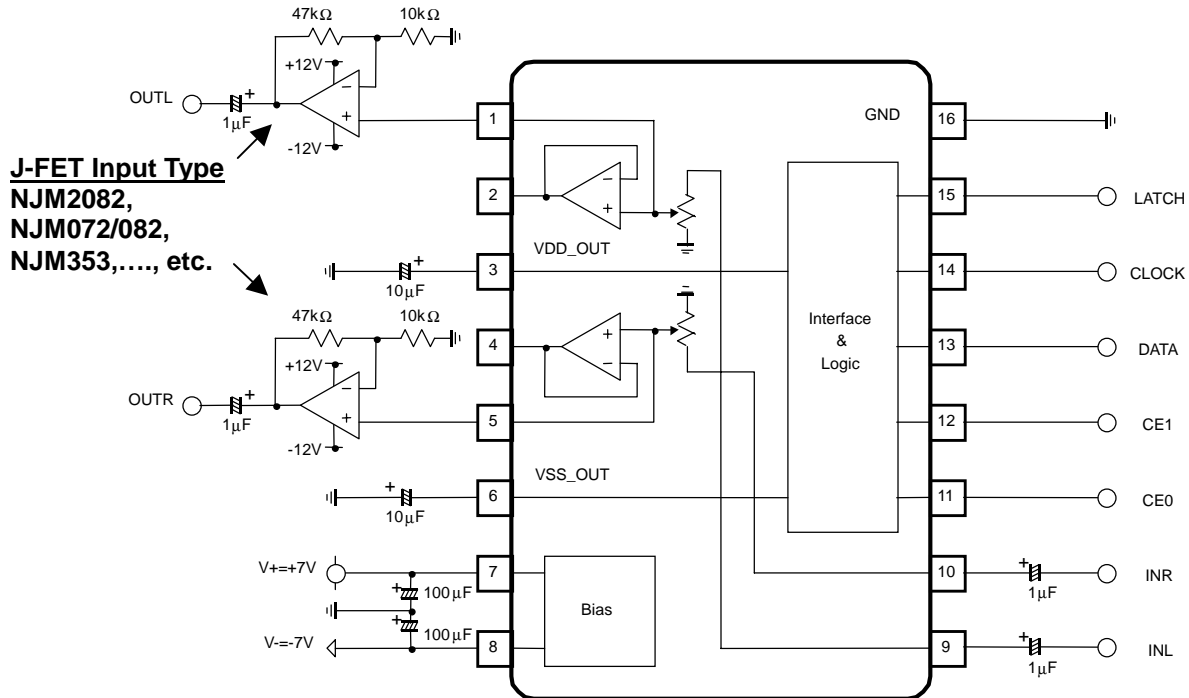 47kΩ
10kΩ
+12V
−
+
-12V
OUTL
+
1μF
J-FET Input Type
NJM2082,
NJM072/082,
NJM353,…., etc.
47kΩ
10kΩ
+12V
−
+
-12V
OUTR
+
1μF
+
10μF
+
10μF
V+=+7V
+
100μF
+
100μF
V-=-7V
1
2
3
4
5
6
7
8
−
+
VDD_OUT
+
−
VSS_OUT
Bias
Interface
&
Logic
GND
16
15
14
13
12
11
10
9
LATCH
CLOCK
DATA
CE1
CE0
+
1μF
INR
+
1μF
INL